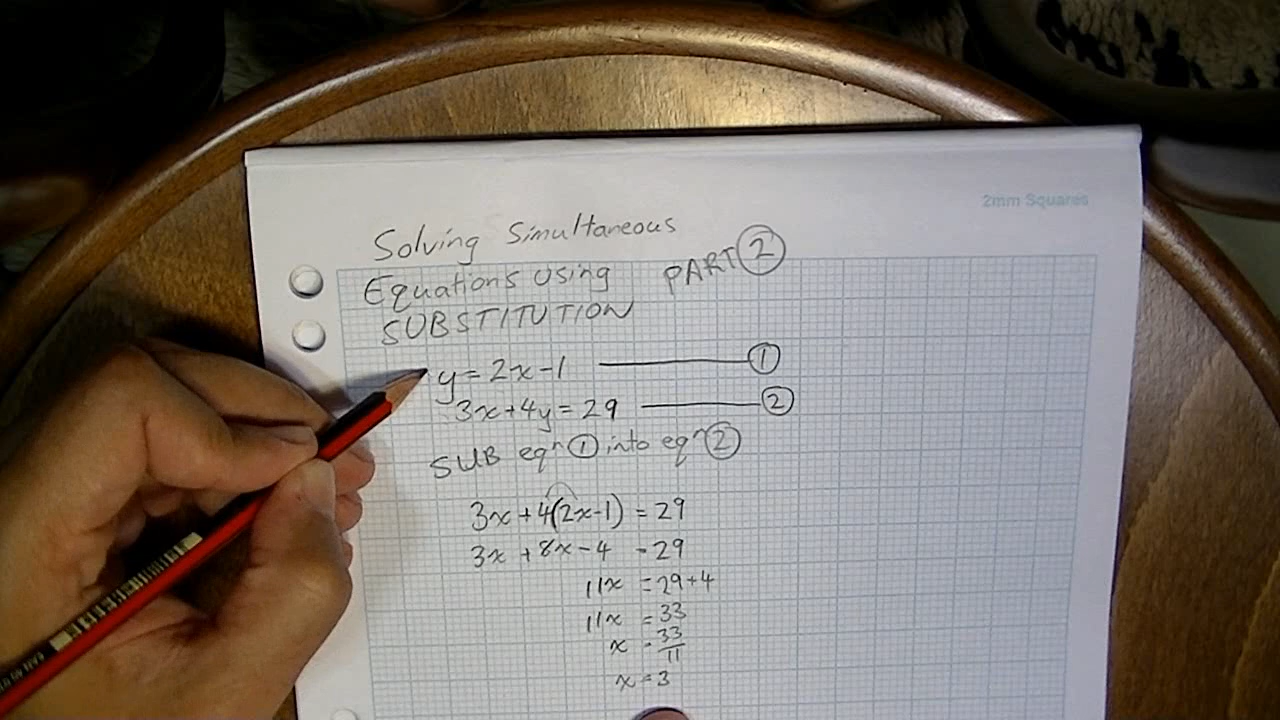 2mm Squares
Solving Simultaneous
Equations Using PART ②
SUBSTITUTION
y = 2x - 1 ——— ①
3x + 4y = 29 ——— ②
SUB eqⁿ ① into eqⁿ ②
3x + 4(2x - 1) = 29
3x + 8x - 4 = 29
11x = 29 + 4
11x = 33
x = 33/11
x = 3